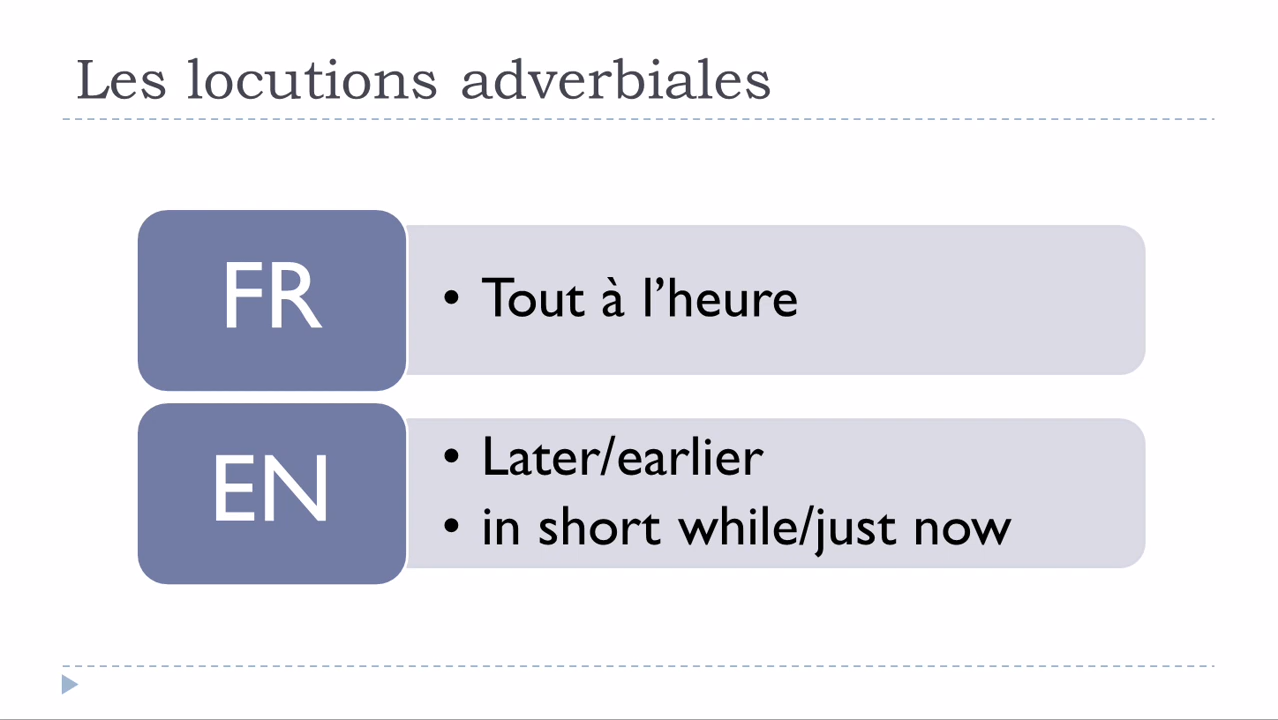 Les locutions adverbiales
FR
• Tout à l’heure
EN
• Later/earlier
• in short while/just now